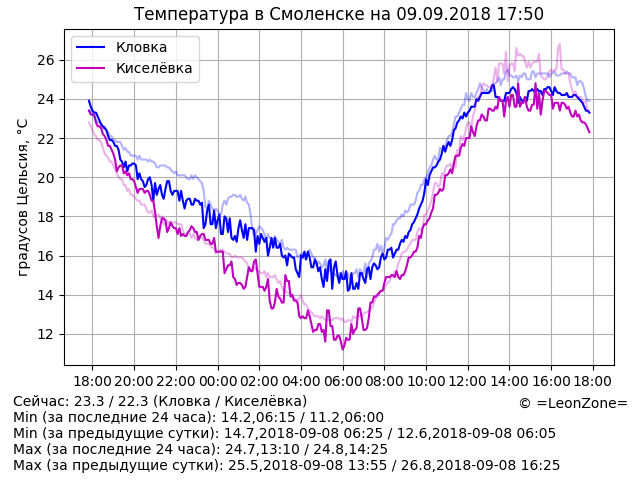 Температура в Смоленске на 09.09.2018 17:50
Кловка
Киселёвка
градусов Цельсия, °C
26
24
22
20
18
16
14
12
18:00 20:00 22:00 00:00 02:00 04:00 06:00 08:00 10:00 12:00 14:00 16:00 18:00
Сейчас: 23.3 / 22.3 (Кловка / Киселёвка)
© =LeonZone=
Min (за последние 24 часа): 14.2,06:15 / 11.2,06:00
Min (за предыдущие сутки): 14.7,2018-09-08 06:25 / 12.6,2018-09-08 06:05
Max (за последние 24 часа): 24.7,13:10 / 24.8,14:25
Max (за предыдущие сутки): 25.5,2018-09-08 13:55 / 26.8,2018-09-08 16:25